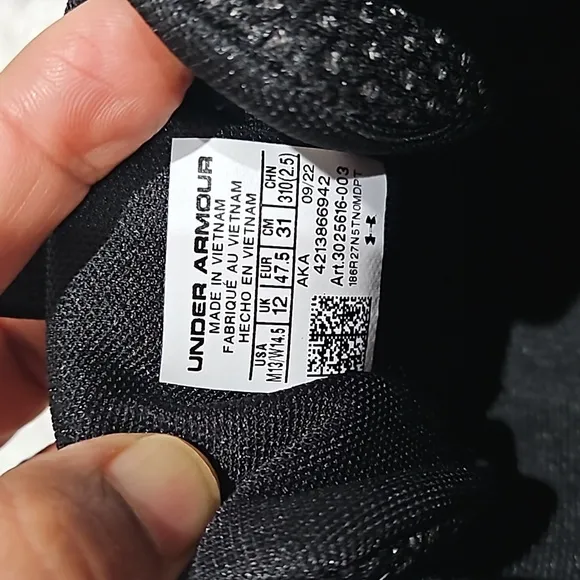 UNDER ARMOUR
MADE IN VIETNAM
FABRIQUÉ AU VIETNAM
HECHO EN VIETNAM
USA UK EUR CM CHN
M13/W14.5 12 47.5 31 310(2.5)
AKA 09/22
4213866942
Art.3025616-003
186R27N5TN0MDPT